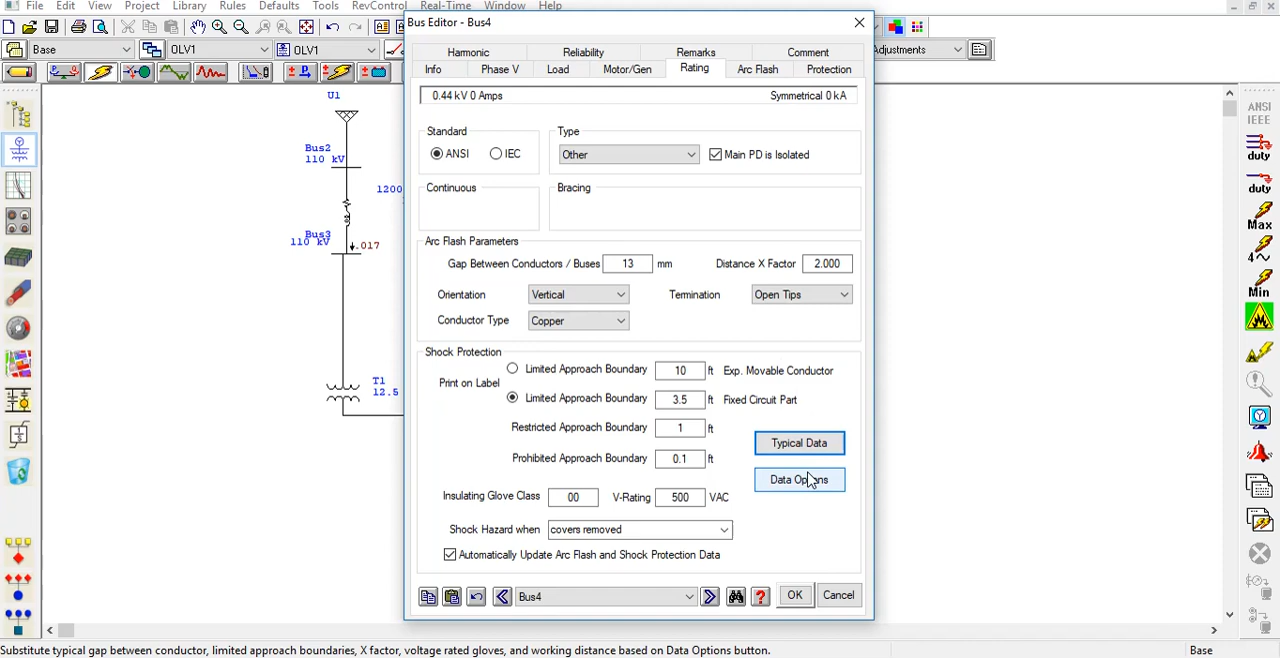 File Edit View Project Library Rules Defaults Tools RevControl Real-Time Window Help
Bus Editor - Bus4
Base OLV1 OLV1 Adjustments
Harmonic Reliability Remarks Comment
Info Phase V Load Motor/Gen Rating Arc Flash Protection
0.44 kV 0 Amps Symmetrical 0 kA
Standard Type
ANSI IEC Other Main PD is Isolated
Continuous Bracing
Arc Flash Parameters
Gap Between Conductors / Buses 13 mm Distance X Factor 2.000
Orientation Vertical Termination Open Tips
Conductor Type Copper
Shock Protection
Print on Label
Limited Approach Boundary 10 ft Exp. Movable Conductor
Limited Approach Boundary 3.5 ft Fixed Circuit Part
Restricted Approach Boundary 1 ft
Prohibited Approach Boundary 0.1 ft
Typical Data
Data Options
Insulating Glove Class 00 V-Rating 500 VAC
Shock Hazard when covers removed
Automatically Update Arc Flash and Shock Protection Data
Bus4 OK Cancel
U1
Bus2
110 kV
1200
Bus3
110 kV
.017
T1
12.5
ANSI
IEEE
duty
duty
Max
4
Min
Substitute typical gap between conductor, limited approach boundaries, X factor, voltage rated gloves, and working distance based on Data Options button.
Base